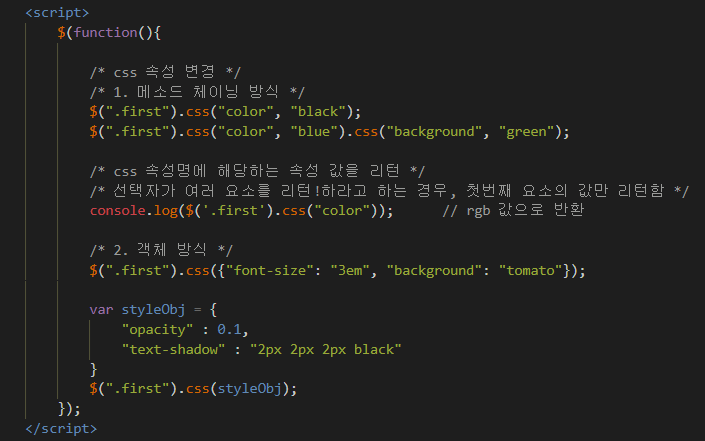 <script>
$(function(){
/* css 속성 변경 */
/* 1. 메소드 체이닝 방식 */
$(".first").css("color", "black");
$(".first").css("color", "blue").css("background", "green");
/* css 속성명에 해당하는 속성 값을 리턴 */
/* 선택자가 여러 요소를 리턴!하라고 하는 경우, 첫번째 요소의 값만 리턴함 */
console.log($('.first').css("color")); // rgb 값으로 반환
/* 2. 객체 방식 */
$(".first").css({"font-size": "3em", "background": "tomato"});
var styleObj = {
"opacity" : 0.1,
"text-shadow" : "2px 2px 2px black"
}
$(".first").css(styleObj);
});
</script>